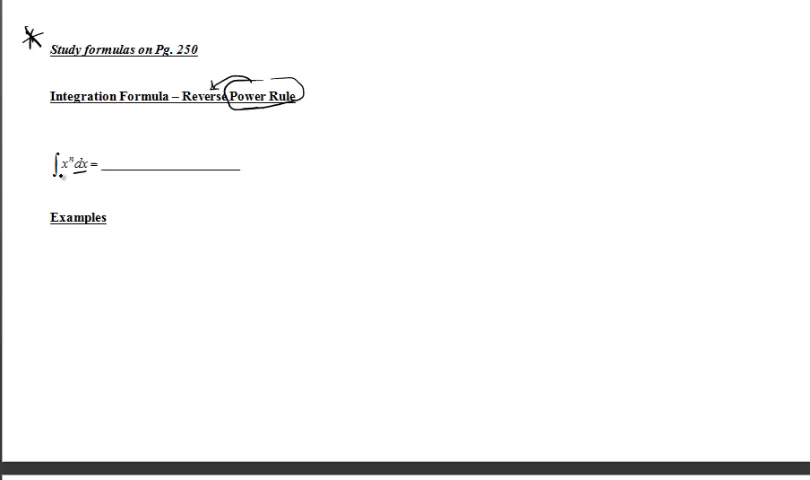 Study formulas on Pg. 250
Integration Formula – Reverse Power Rule
∫xⁿdx = ____________________
Examples